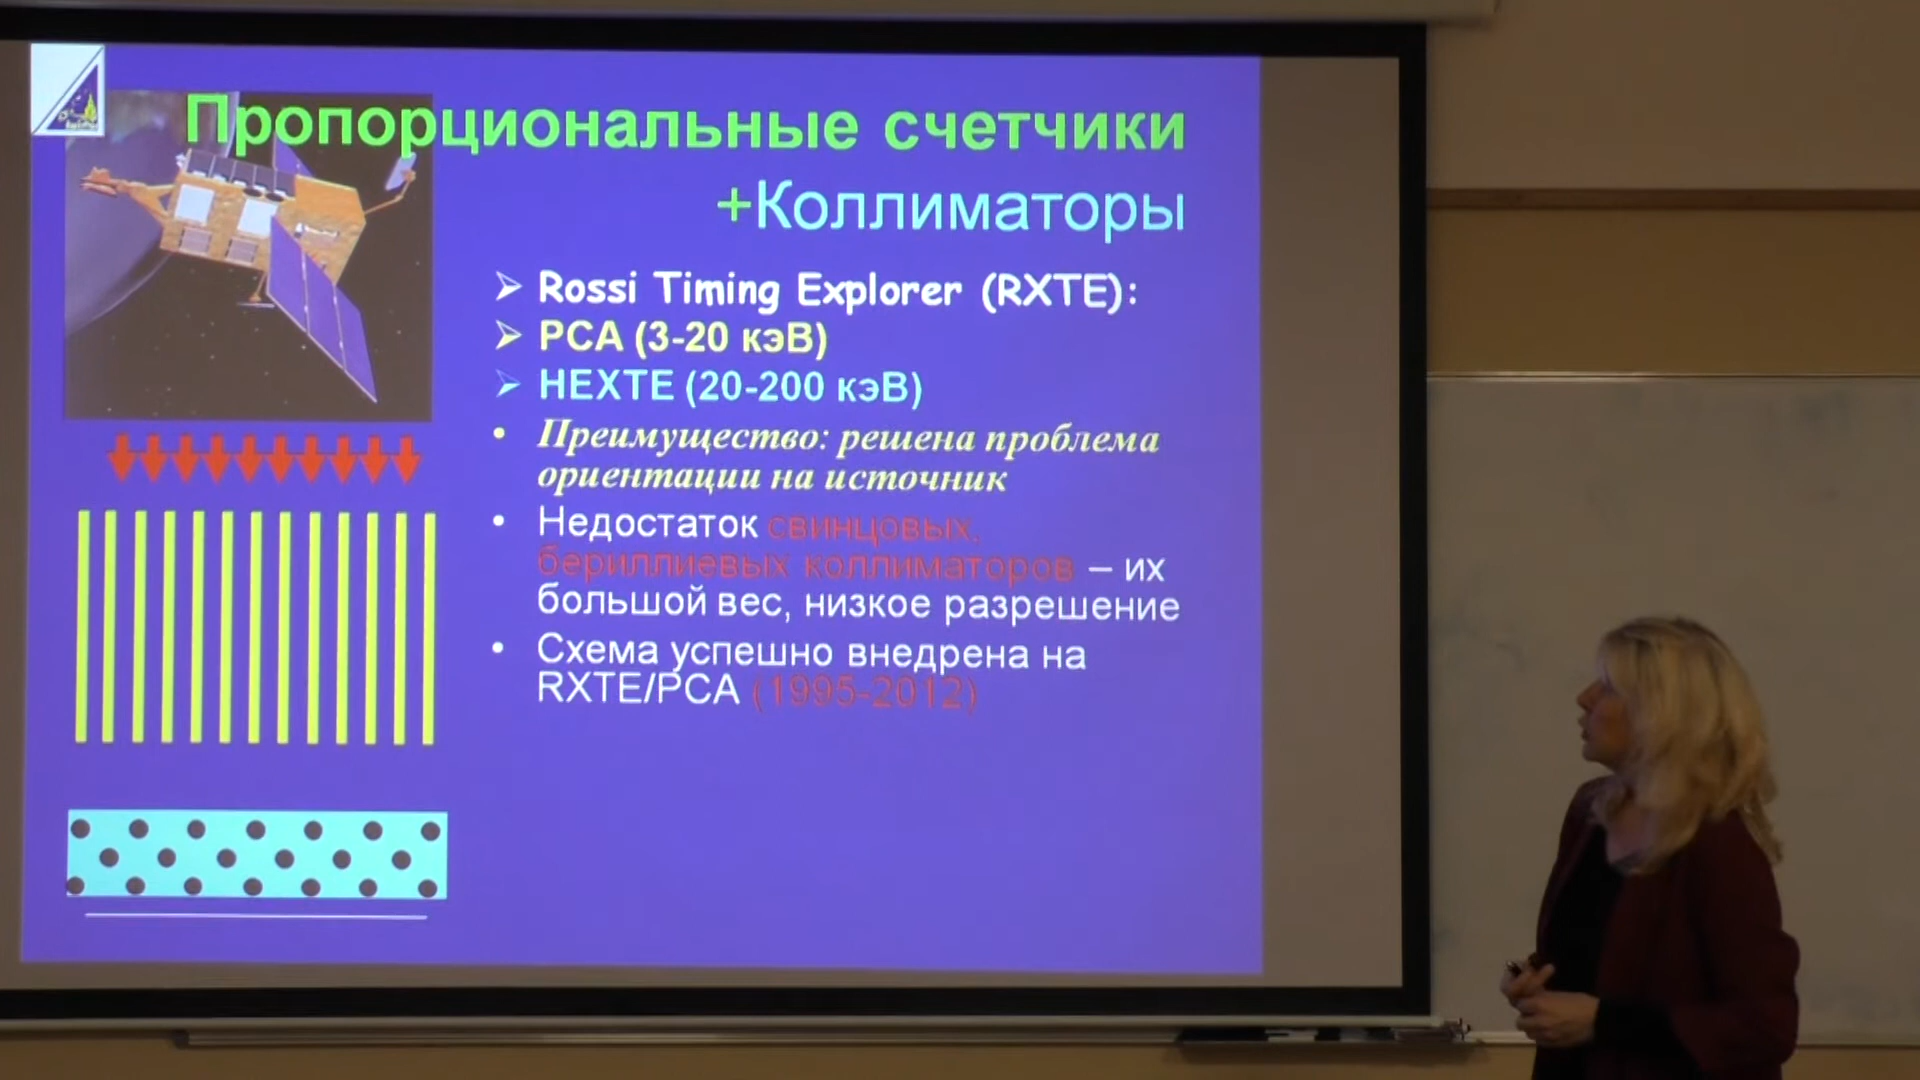 Пропорциональные счетчики
+Коллиматоры
Rossi Timing Explorer (RXTE):
PCA (3-20 кэВ)
HEXTE (20-200 кэВ)
Преимущество: решена проблема
ориентации на источник
Недостаток свинцовых,
бериллиевых коллиматоров – их
большой вес, низкое разрешение
Схема успешно внедрена на
RXTE/PCA (1995-2012)